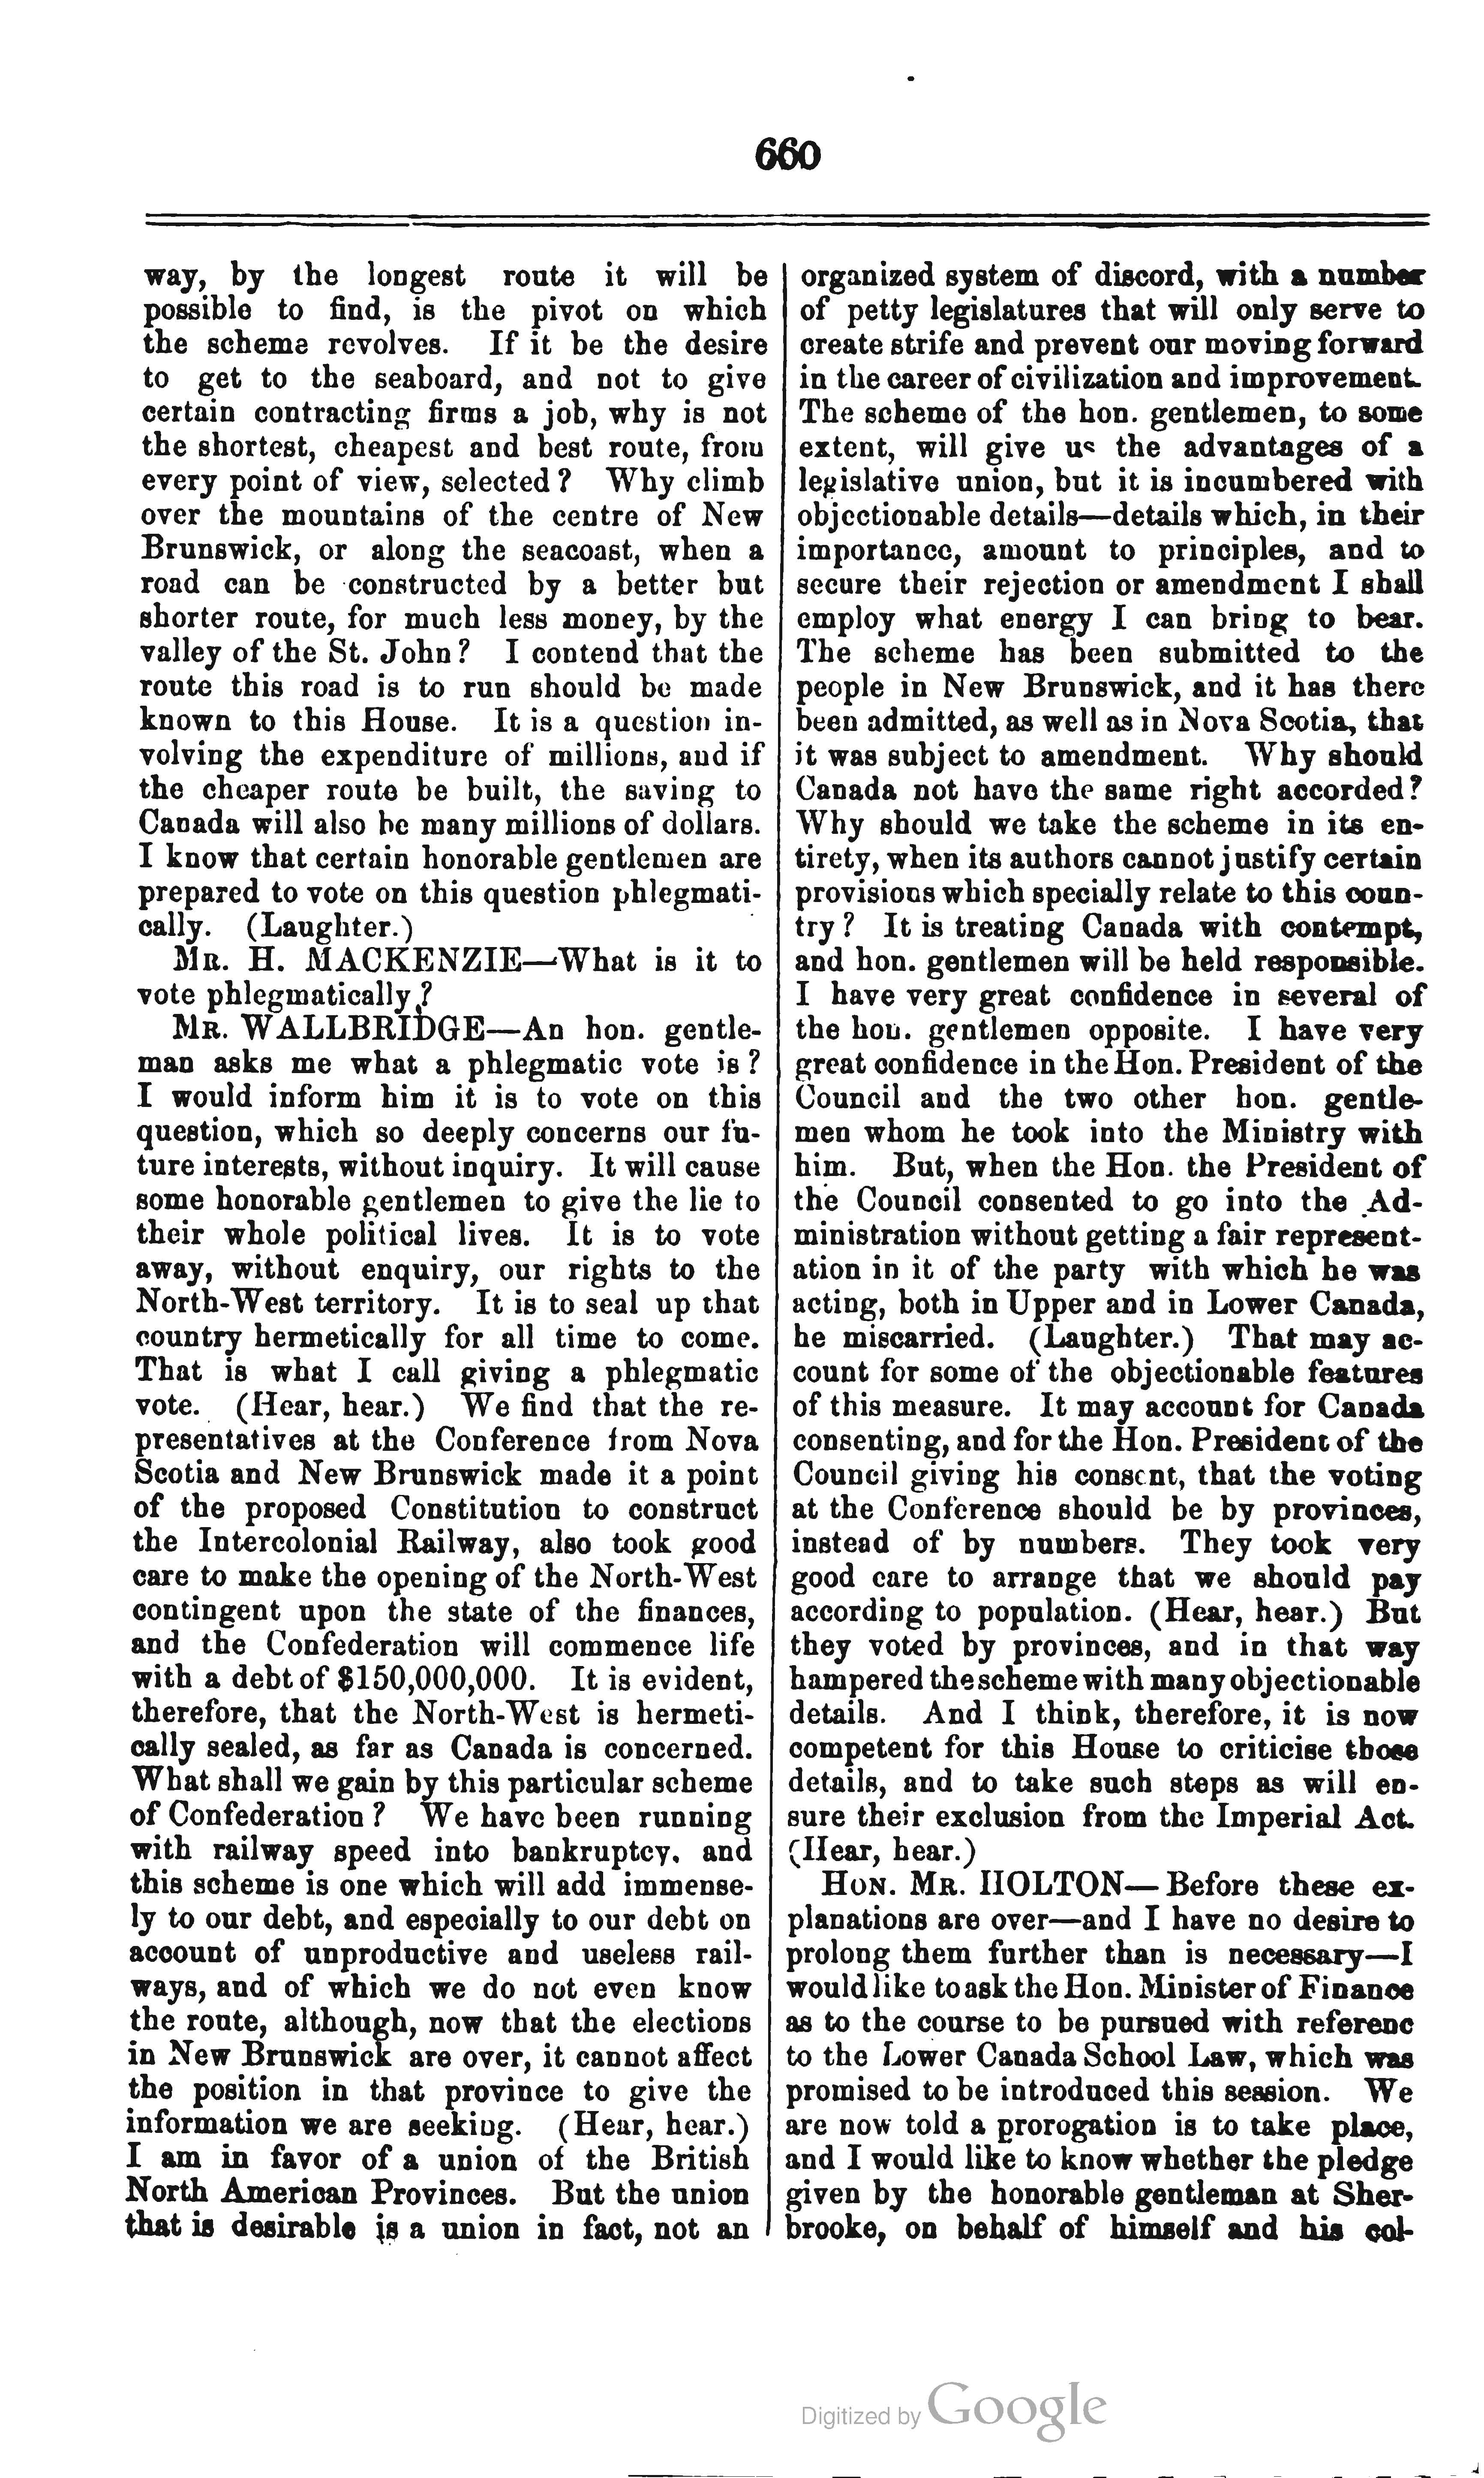 660
way, by the longest route it will be
possible to find, is the pivot on which
the scheme revolves. If it be the desire
to get to the seaboard, and not to give
certain contracting firms a job, why is not
the shortest, cheapest and best route, from
every point of view, selected? Why climb
over the mountains of the centre of New
Brunswick, or along the seacoast, when a
road can be constructed by a better but
shorter route, for much less money, by the
valley of the St. John? I contend that the
route this road is to run should be made
known to this House. It is a question in-
volving the expenditure of millions, and if
the cheaper route be built, the saving to
Canada will also be many millions of dollars.
I know that certain honorable gentlemen are
prepared to vote on this question phlegmati-
cally. (Laughter.)
MR. H. MACKENZIE—What is it to
vote phlegmatically?
MR. WALLBRIDGE—An hon. gentle-
man asks me what a phlegmatic vote is?
I would inform him it is to vote on this
question, which so deeply concerns our fu-
ture interests, without inquiry. It will cause
some honorable gentlemen to give the lie to
their whole political lives. It is to vote
away, without enquiry, our rights to the
North-West territory. It is to seal up that
country hermetically for all time to come.
That is what I call giving a phlegmatic
vote. (Hear, hear.) We find that the re-
presentatives at the Conference from Nova
Scotia and New Brunswick made it a point
of the proposed Constitution to construct
the Intercolonial Railway, also took good
care to make the opening of the North-West
contingent upon the state of the finances,
and the Confederation will commence life
with a debt of $150,000,000. It is evident,
therefore, that the North-West is hermeti-
cally sealed, as far as Canada is concerned.
What shall we gain by this particular scheme
of Confederation? We have been running
with railway speed into bankruptcy, and
this scheme is one which will add immense-
ly to our debt, and especially to our debt on
account of unproductive and useless rail-
ways, and of which we do not even know
the route, although, now that the elections
in New Brunswick are over, it cannot affect
the position in that province to give the
information we are seeking. (Hear, hear.)
I am in favor of a union of the British
North American Provinces. But the union
that is desirable is a union in fact, not an
organized system of discord, with a number
of petty legislatures that will only serve to
create strife and prevent our moving forward
in the career of civilization and improvement.
The scheme of the hon. gentlemen, to some
extent, will give us the advantages of a
legislative union, but it is incumbered with
objectionable details—details which, in their
importance, amount to principles, and to
secure their rejection or amendment I shall
employ what energy I can bring to bear.
The scheme has been submitted to the
people in New Brunswick, and it has there
been admitted, as well as in Nova Scotia, that
it was subject to amendment. Why should
Canada not have the same right accorded?
Why should we take the scheme in its en-
tirety, when its authors cannot justify certain
provisions which specially relate to this coun-
try? It is treating Canada with contempt,
and hon. gentlemen will be held responsible.
I have very great confidence in several of
the hon. gentlemen opposite. I have very
great confidence in the Hon. President of the
Council and the two other hon. gentle-
men whom he took into the Ministry with
him. But, when the Hon. the President of
the Council consented to go into the Ad-
ministration without getting a fair represent-
ation in it of the party with which he was
acting, both in Upper and in Lower Canada,
he miscarried. (Laughter.) That may ac-
count for some of the objectionable features
of this measure. It may account for Canada
consenting, and for the Hon. President of the
Council giving his consent, that the voting
at the Conference should be by provinces,
instead of by numbers. They took very
good care to arrange that we should pay
according to population. (Hear, hear.) But
they voted by provinces, and in that way
hampered the scheme with many objectionable
details. And I think, therefore, it is now
competent for this House to criticise those
details, and to take such steps as will en-
sure their exclusion from the Imperial Act.
(Hear, hear.)
HON. MR. HOLTON—Before these ex-
planations are over—and I have no desire to
prolong them further than is necessary—I
would like to ask the Hon. Minister of Finance
as to the course to be pursued with referenc
to the Lower Canada School Law, which was
promised to be introduced this session. We
are now told a prorogation is to take place,
and I would like to know whether the pledge
given by the honorable gentleman at Sher-
brooke, on behalf of himself and his col-
Digitized by Google